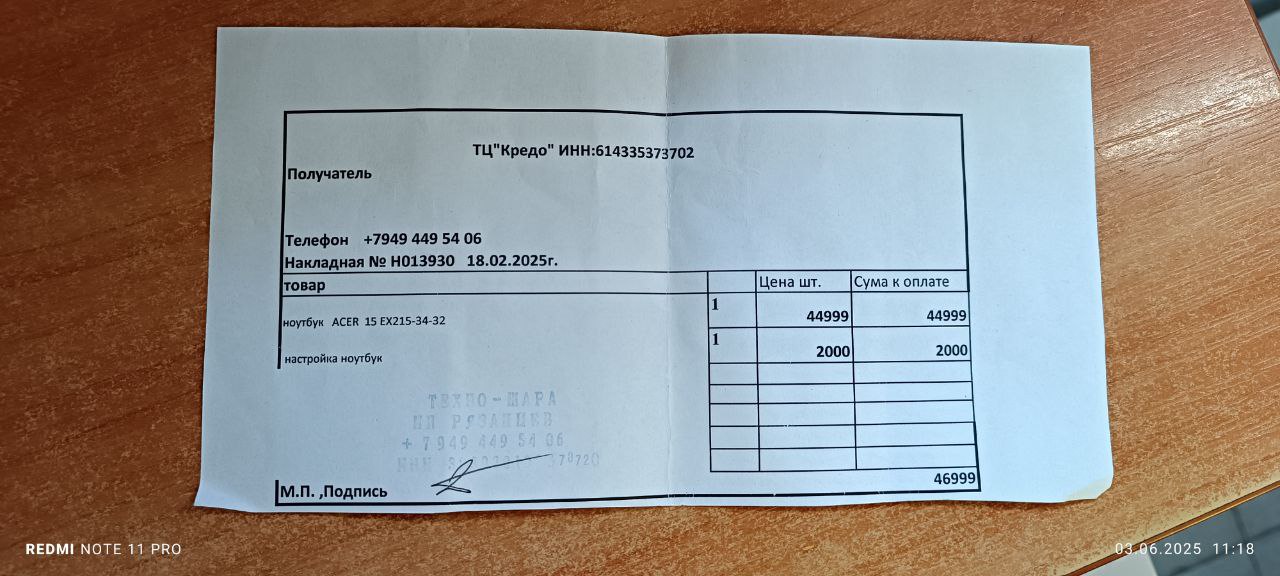 ТЦ"Кредо" ИНН:614335373702
Получатель
Телефон +7949 449 54 06
Накладная № Н013930 18.02.2025г.
товар Цена шт. Сума к оплате
ноутбук ACER 15 EX215-34-32 1 44999 44999
настройка ноутбук 1 2000 2000
ТЕХНО-ШАРА
ИП РЯЗАНЦЕВ
+ 7 949 449 54 06
ИНН
46999
М.П. ,Подпись
REDMI NOTE 11 PRO
03.06.2025 11:18